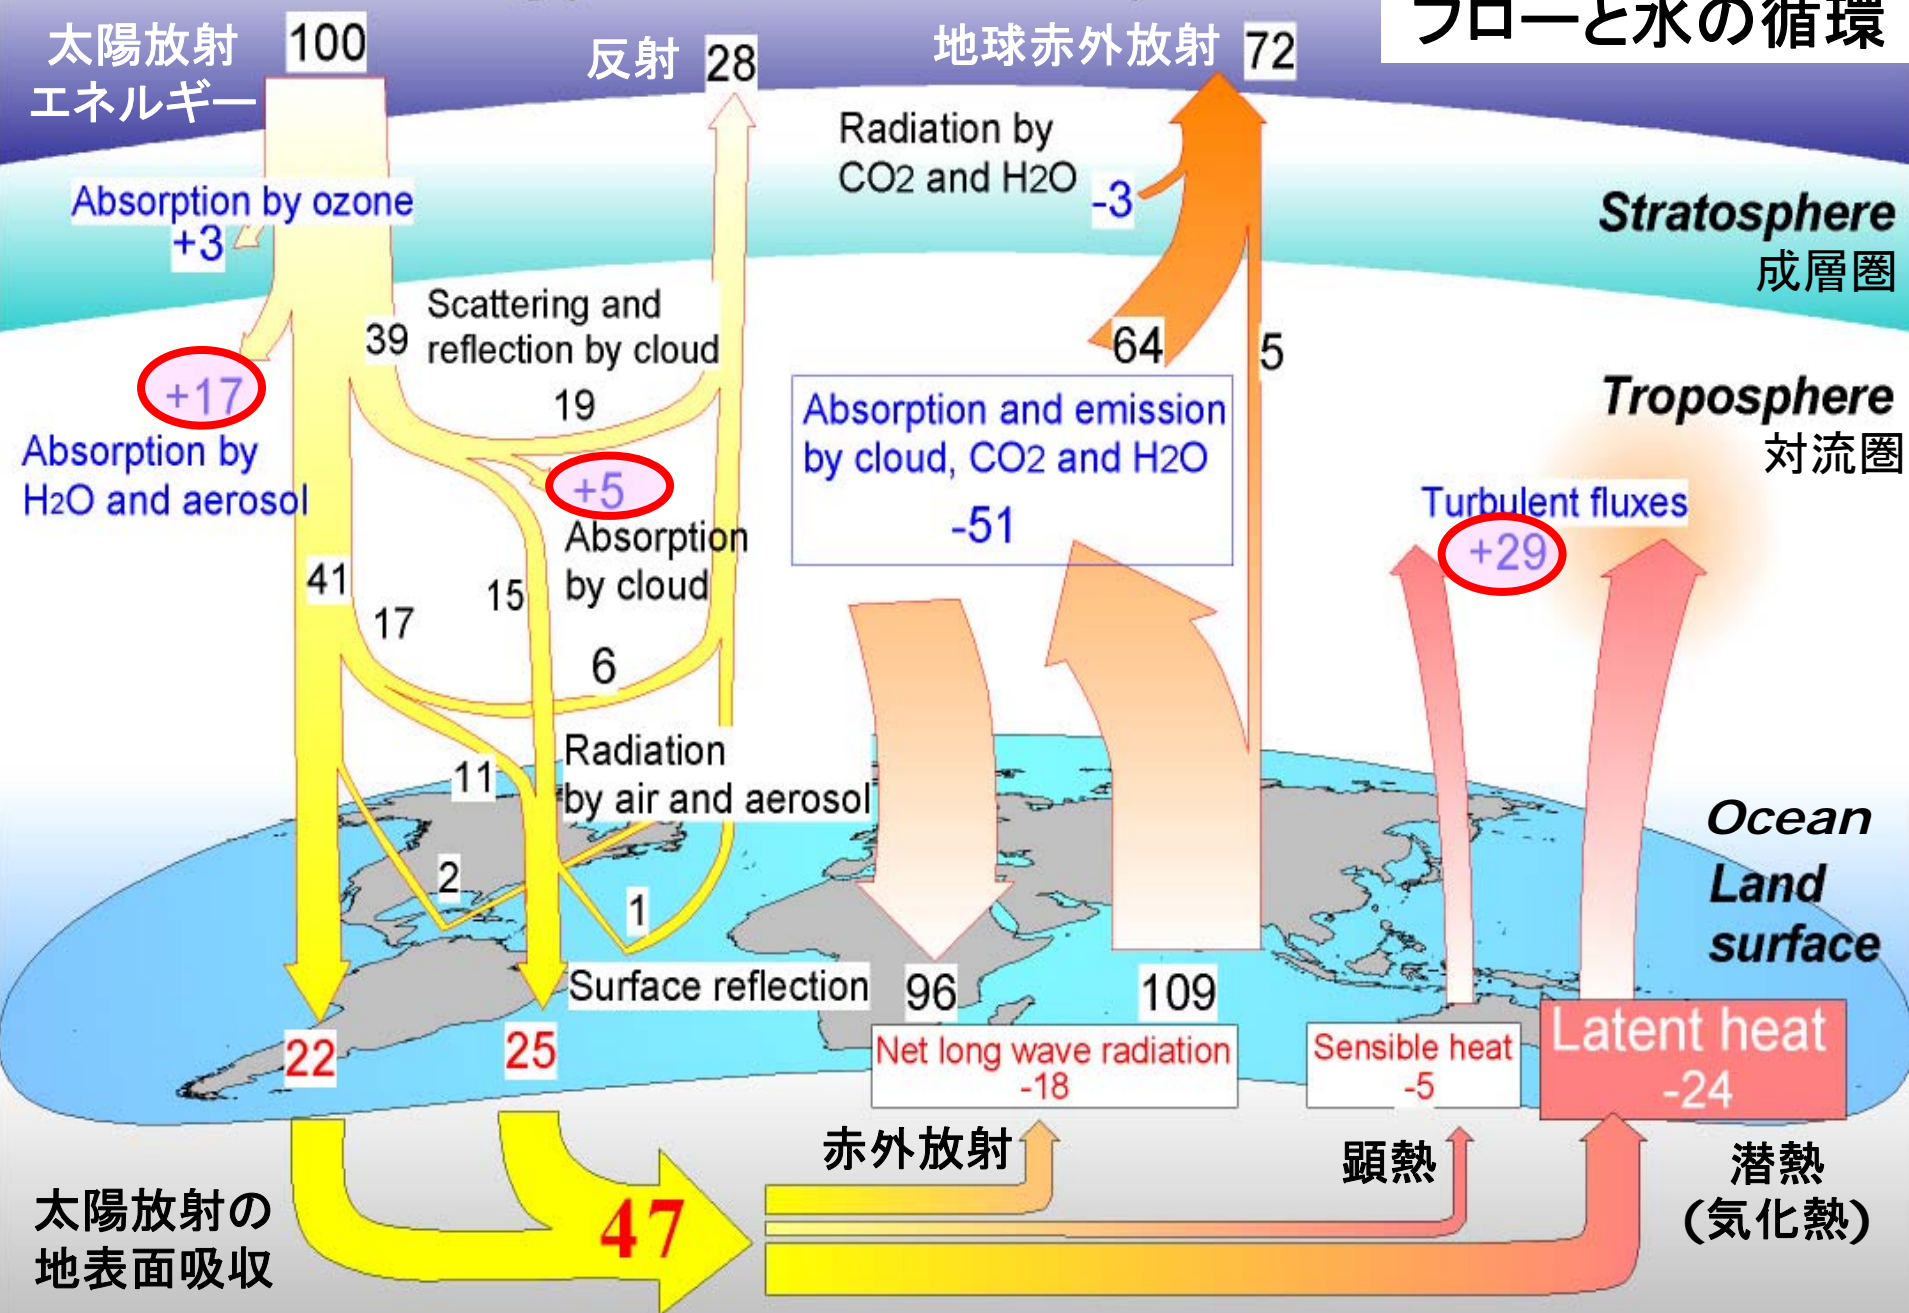 フローと水の循環
太陽放射
エネルギー
100
反射
28
地球赤外放射
72
Radiation by
CO2 and H2O
-3
Absorption by ozone
+3
Stratosphere
成層圏
Scattering and
reflection by cloud
39
19
64
5
+17
Absorption by
H2O and aerosol
+5
Absorption
by cloud
Absorption and emission
by cloud, CO2 and H2O
-51
Troposphere
対流圏
Turbulent fluxes
+29
41
17
15
6
11
Radiation
by air and aerosol
2
1
Surface reflection
Ocean
Land
surface
22
25
96
109
Net long wave radiation
-18
Sensible heat
-5
Latent heat
-24
赤外放射
顕熱
潜熱
(気化熱)
太陽放射の
地表面吸収
47